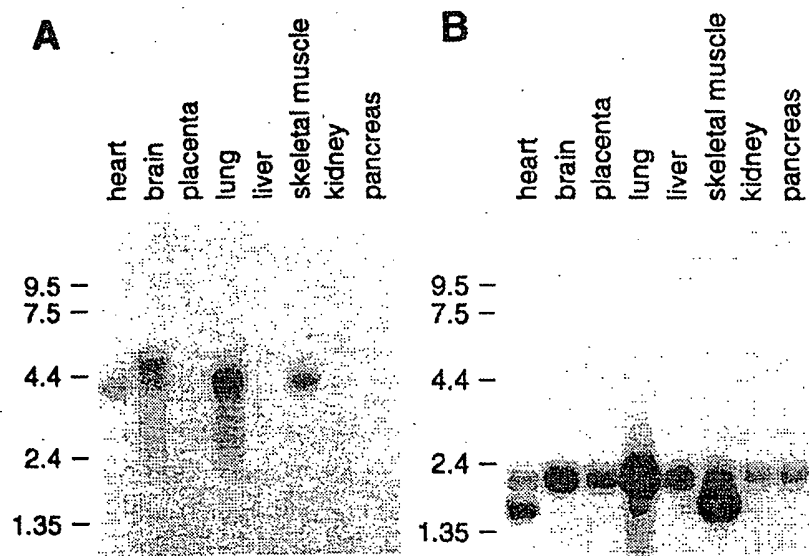 A
heart
brain
placenta
lung
liver
skeletal muscle
kidney
pancreas
9.5 –
7.5 –
4.4 –
2.4 –
1.35 –
B
heart
brain
placenta
lung
liver
skeletal muscle
kidney
pancreas
9.5 –
7.5 –
4.4 –
2.4 –
1.35 –